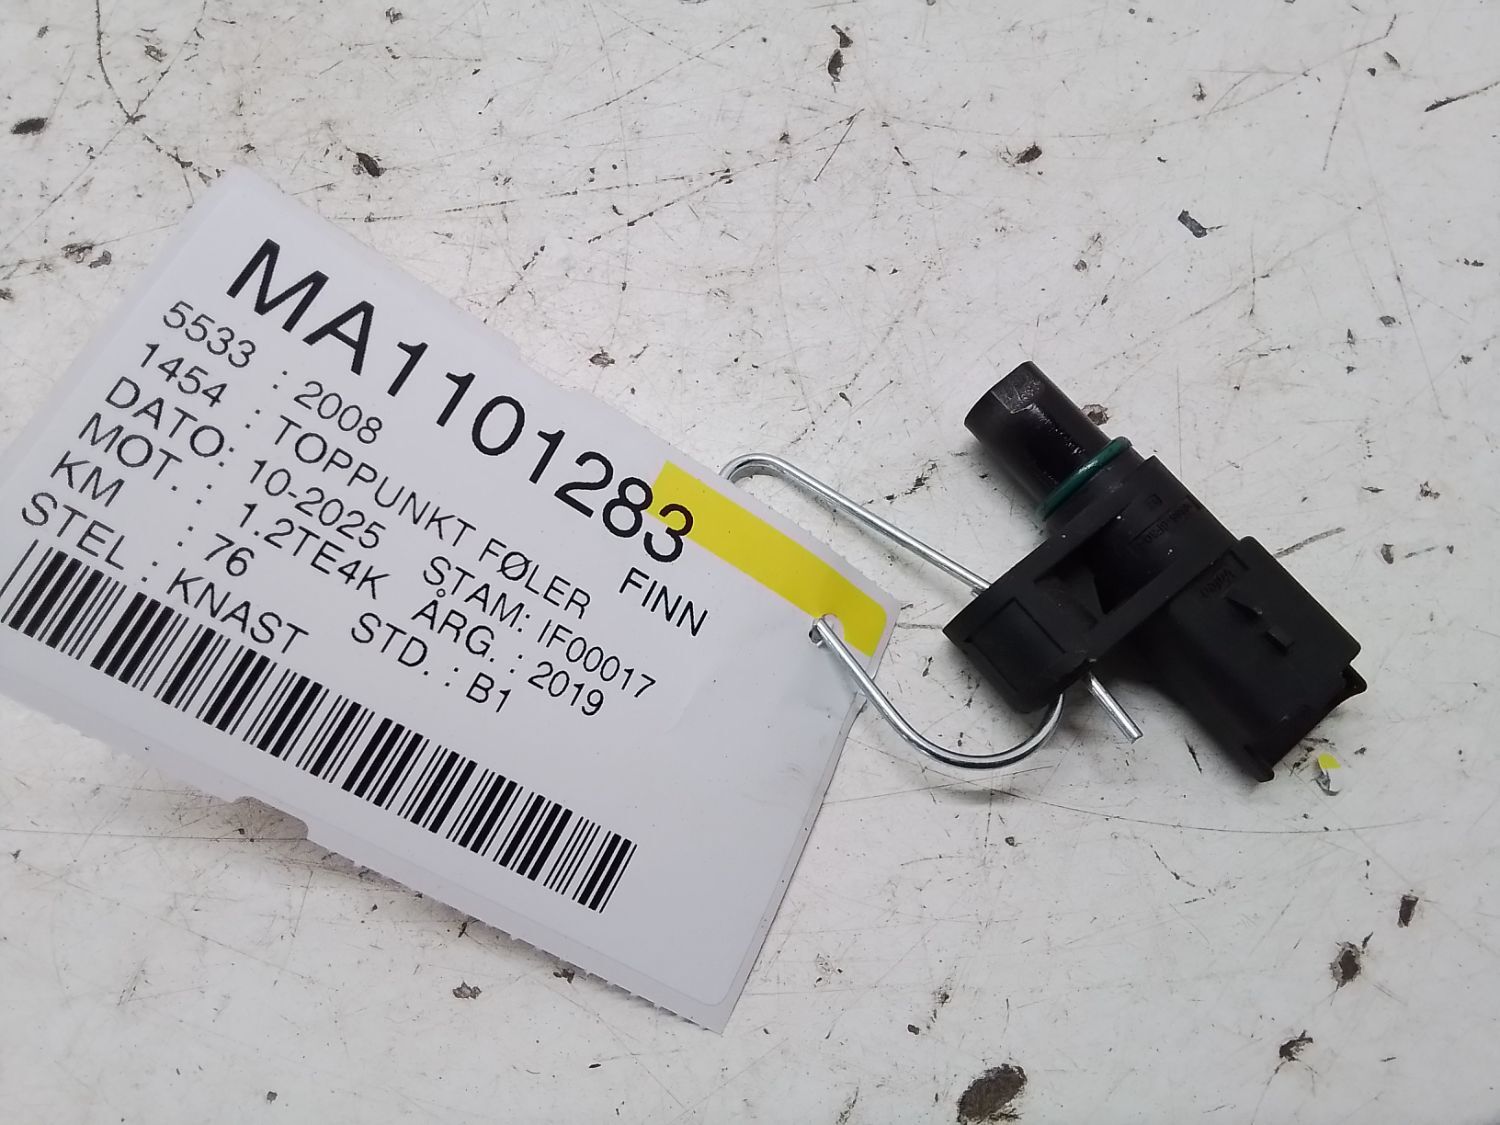 MA1101283
5533 : 2008 FINN
1454 : TOPPUNKT FØLER
DATO: 10-2025 STAM: IF00017
MOT. : 1.2TE4K ÅRG. : 2019
KM : 76 STD. : B1
STEL : KNAST